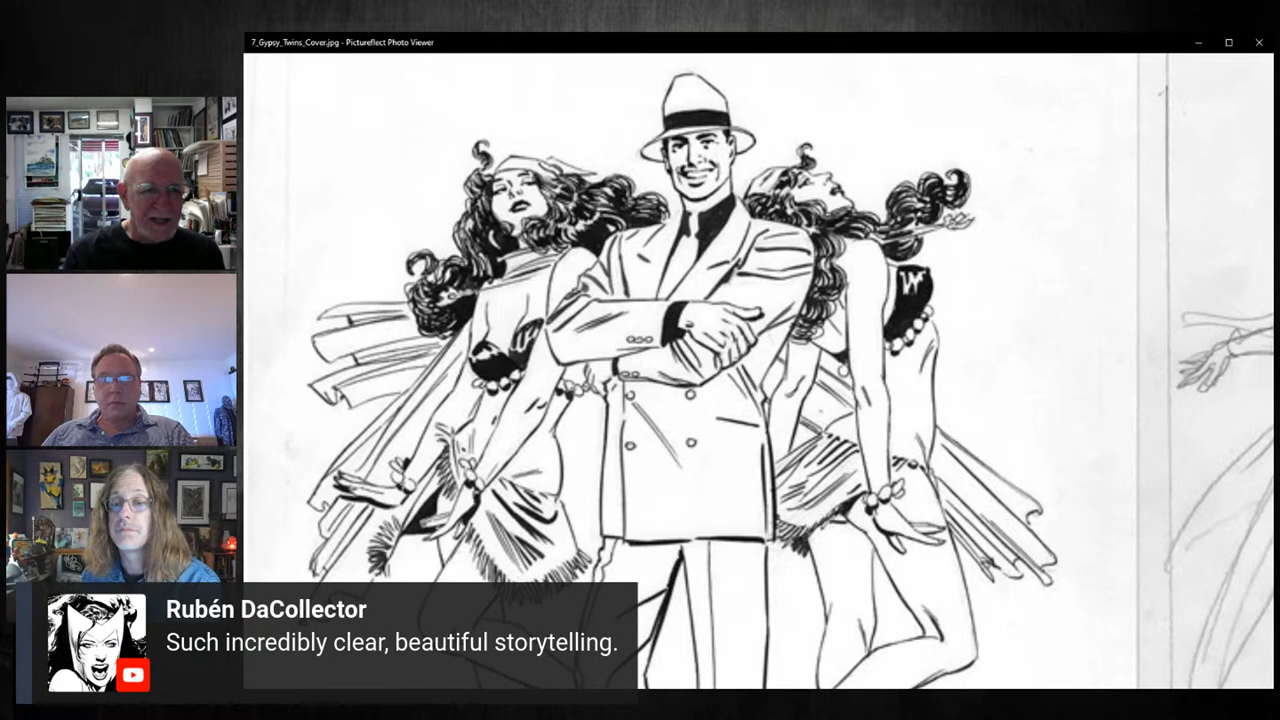 7_Gypsy_Twins_Cover.jpg - Pictureflect Photo Viewer
Rubén DaCollector
Such incredibly clear, beautiful storytelling.